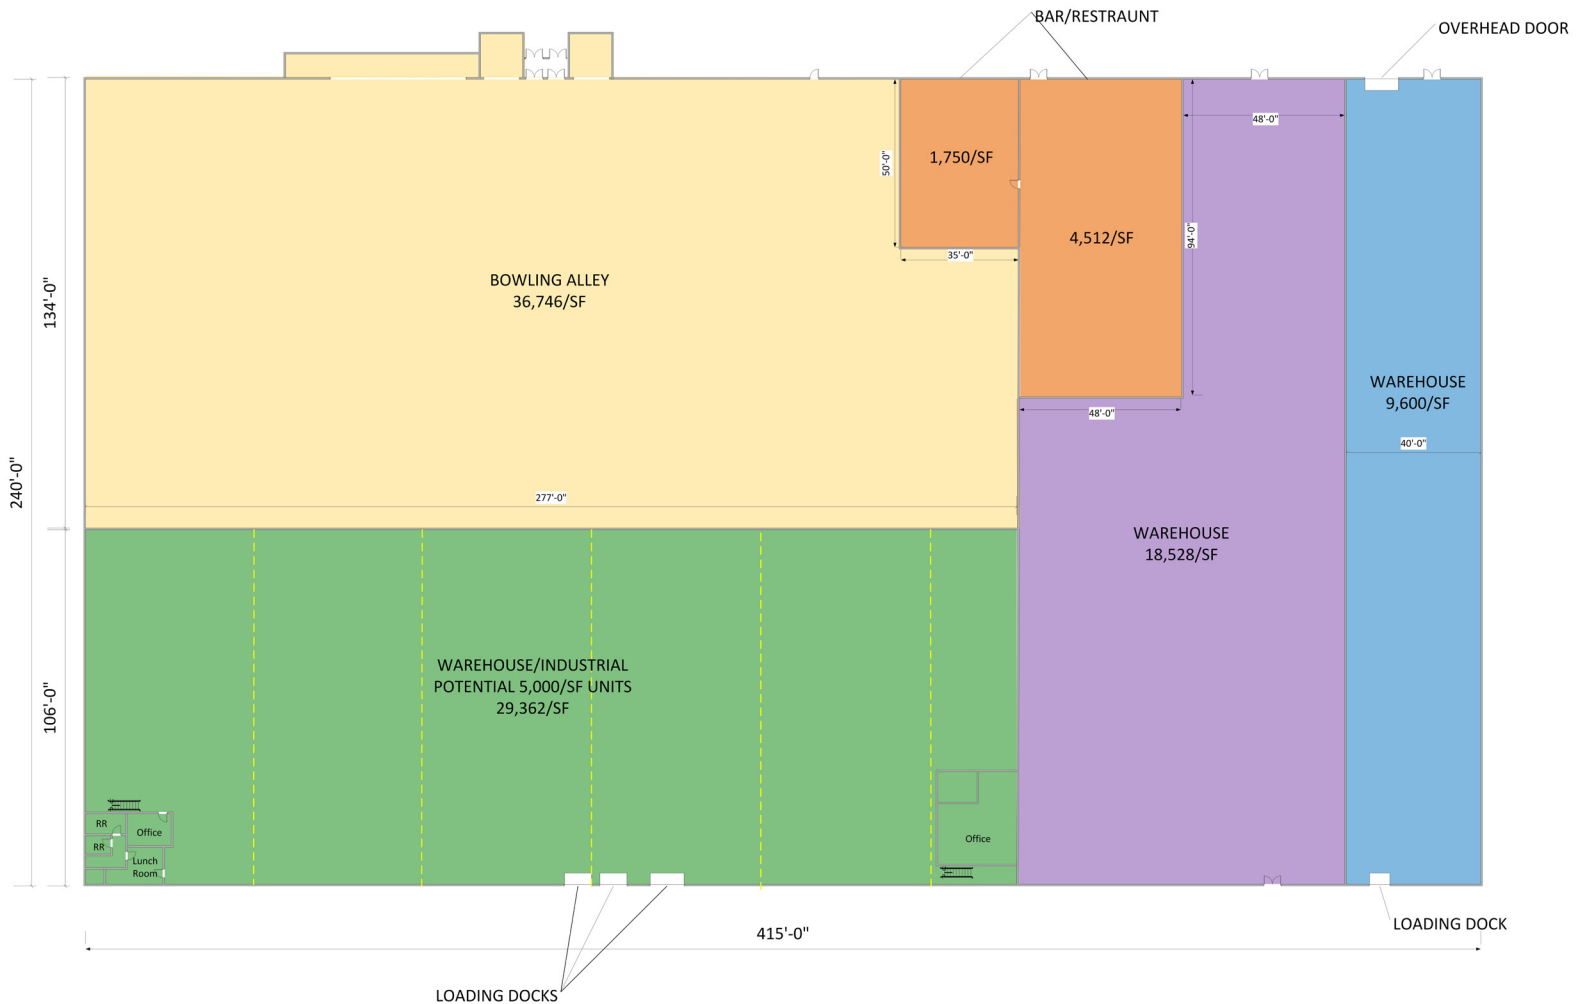 BAR/RESTRAUNT
OVERHEAD DOOR
48'-0"
50'-0"
1,750/SF
4,512/SF
94'-0"
35'-0"
134'-0"
BOWLING ALLEY
36,746/SF
WAREHOUSE
9,600/SF
48'-0"
40'-0"
240'-0"
277'-0"
WAREHOUSE
18,528/SF
106'-0"
WAREHOUSE/INDUSTRIAL
POTENTIAL 5,000/SF UNITS
29,362/SF
RR
Office
RR
Lunch
Room
Office
415'-0"
LOADING DOCK
LOADING DOCKS